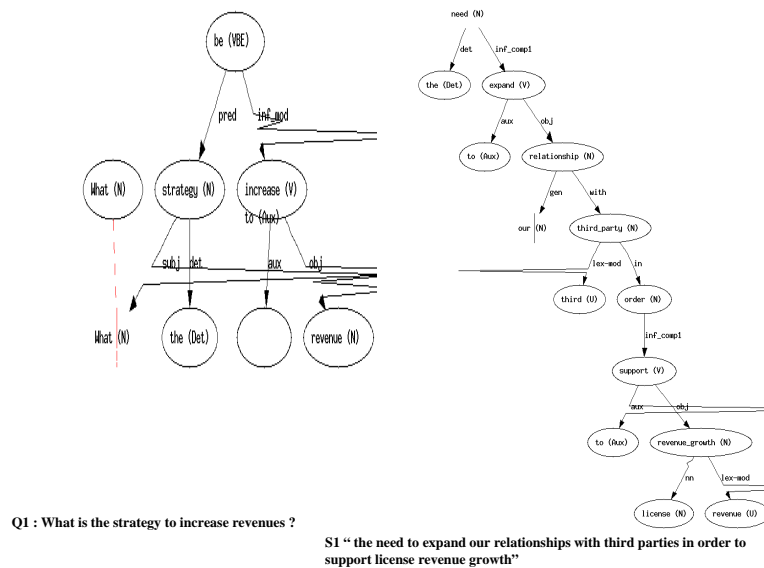 be (VBE)
pred
inf_mod
What (N)
strategy (N)
increase (V)
to (Aux)
subj
det
aux
obj
What (N)
the (Det)
revenue (N)
Q1 : What is the strategy to increase revenues ?
need (N)
det
inf_comp1
the (Det)
expand (V)
aux
obj
to (Aux)
relationship (N)
gen
with
our (N)
third_party (N)
lex-mod
in
third (U)
order (N)
inf_comp1
support (V)
aux
obj
to (Aux)
revenue_growth (N)
nn
lex-mod
license (N)
revenue (U)
S1 “ the need to expand our relationships with third parties in order to
support license revenue growth”